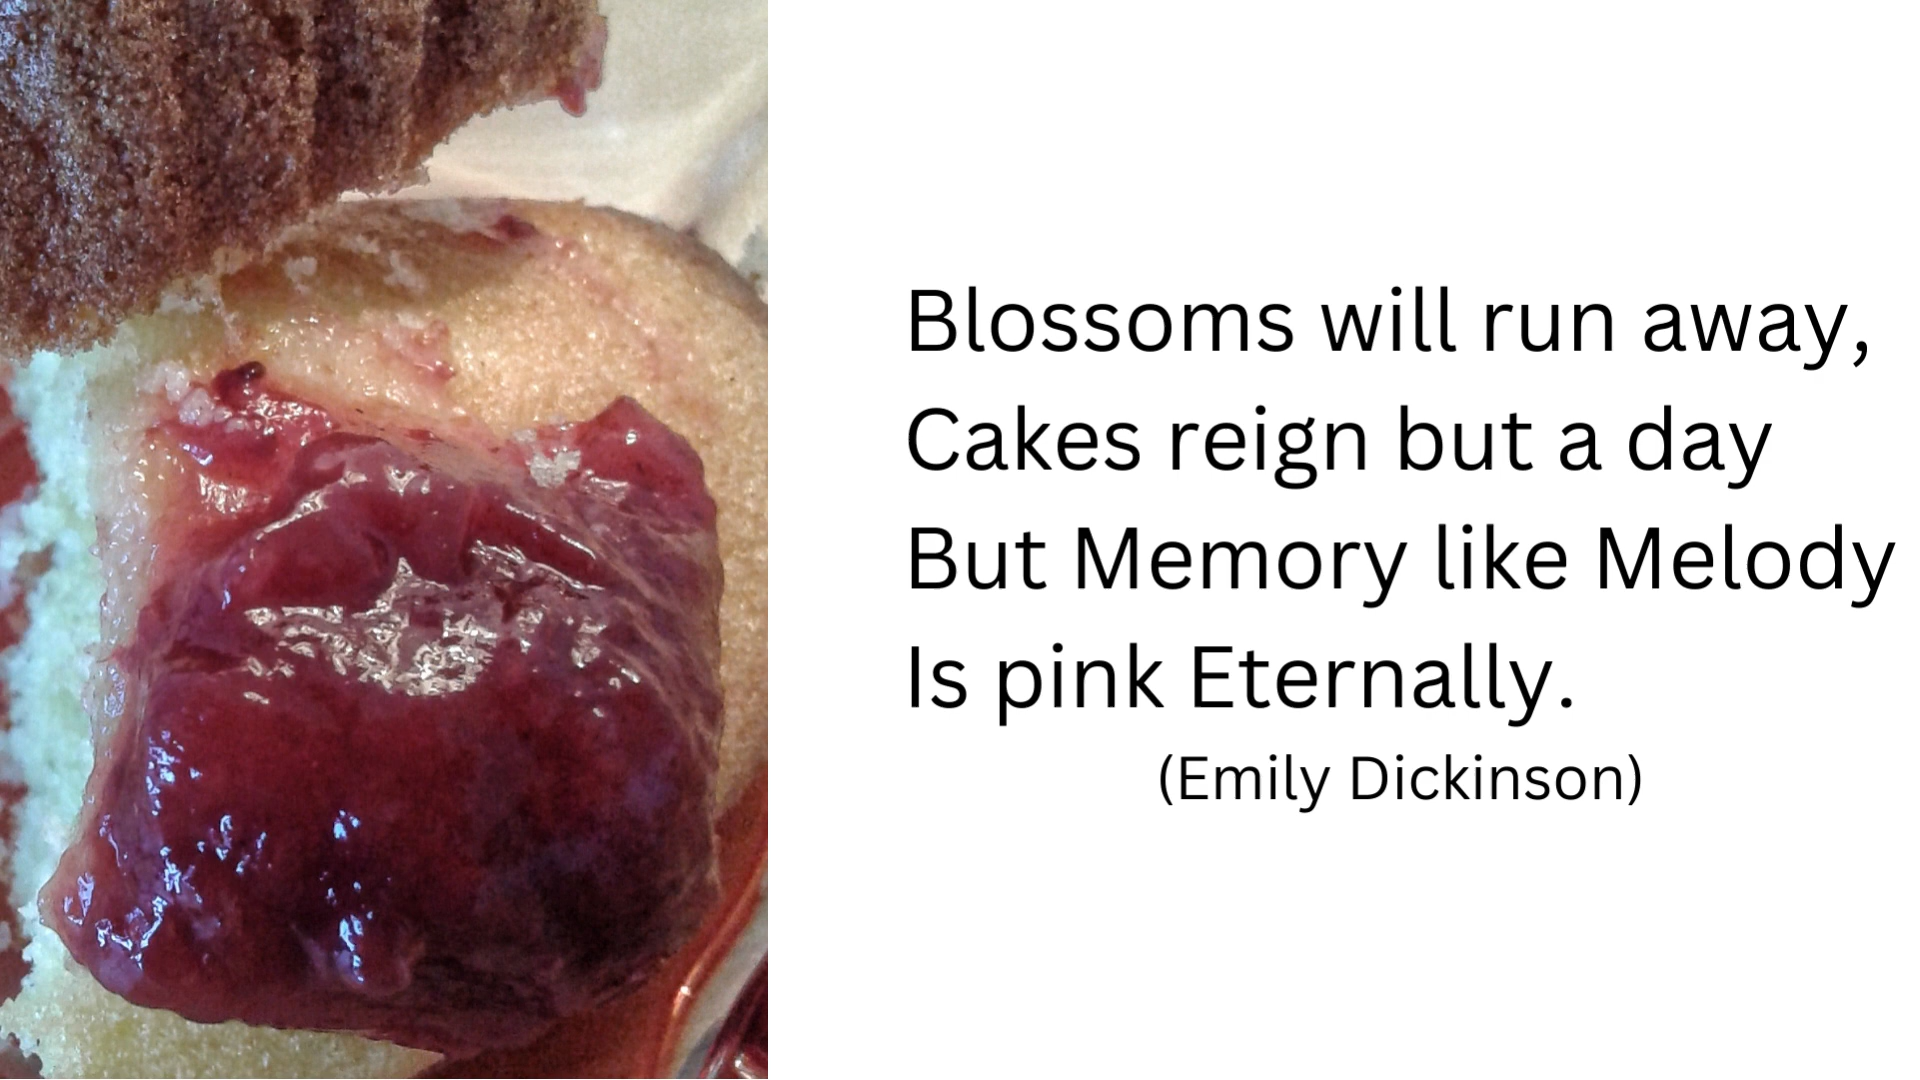 Blossoms will run away,
Cakes reign but a day
But Memory like Melody
Is pink Eternally.
(Emily Dickinson)